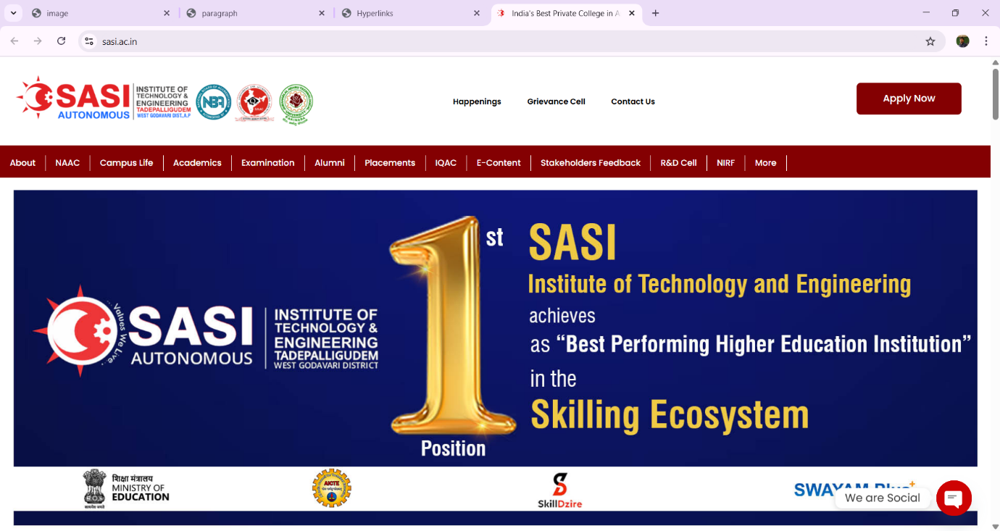 image
paragraph
Hyperlinks
India's Best Private College in A
sasi.ac.in
SASI
AUTONOMOUS
INSTITUTE OF
TECHNOLOGY &
ENGINEERING
TADEPALLIGUDEM
WEST GODAVARI DIST.,A.P
NBA
Happenings
Grievance Cell
Contact Us
Apply Now
About
NAAC
Campus Life
Academics
Examination
Alumni
Placements
IQAC
E-Content
Stakeholders Feedback
R&D Cell
NIRF
More
Values We Live...
SASI
AUTONOMOUS
INSTITUTE OF
TECHNOLOGY &
ENGINEERING
TADEPALLIGUDEM
WEST GODAVARI DISTRICT
1st
Position
SASI
Institute of Technology and Engineering
achieves
as “Best Performing Higher Education Institution”
in the
Skilling Ecosystem
शिक्षा मंत्रालय
MINISTRY OF
EDUCATION
सत्यमेव जयते
AICTE
SkillDzire
SWAYAM Plus+
We are Social